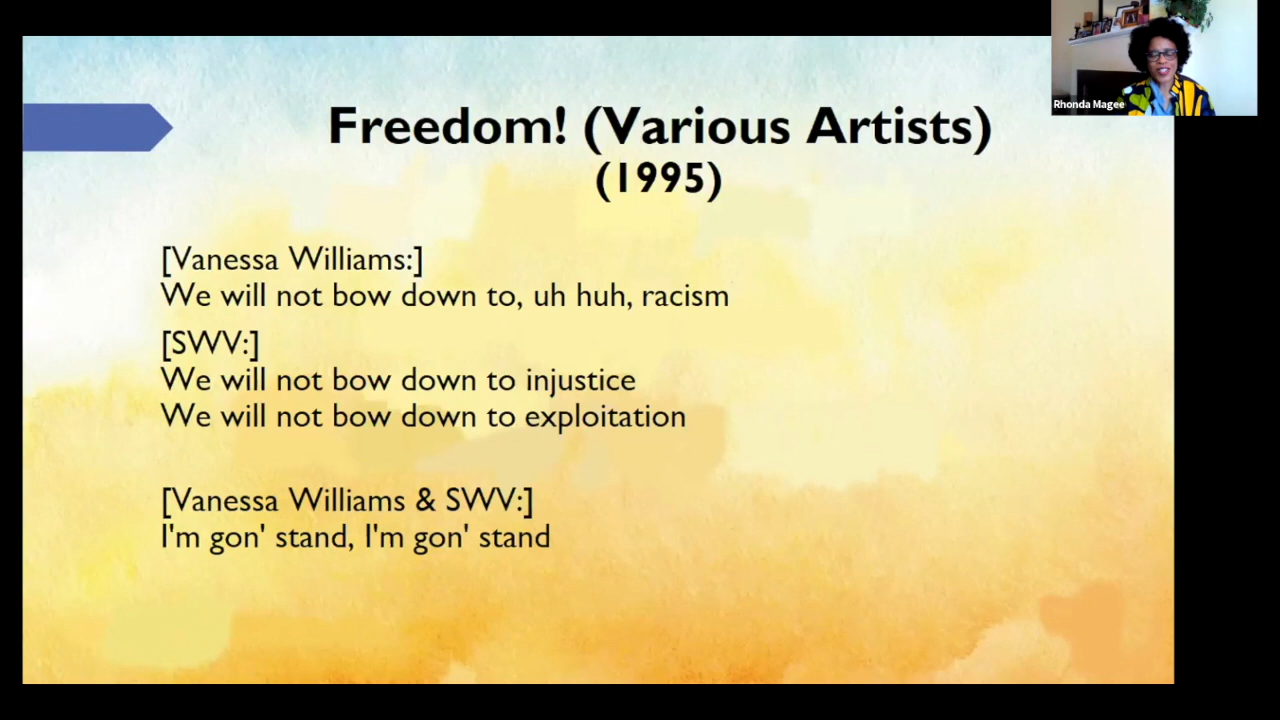 Freedom! (Various Artists)
(1995)
Rhonda Magee
[Vanessa Williams:]
We will not bow down to, uh huh, racism
[SWV:]
We will not bow down to injustice
We will not bow down to exploitation
[Vanessa Williams & SWV:]
I'm gon' stand, I'm gon' stand